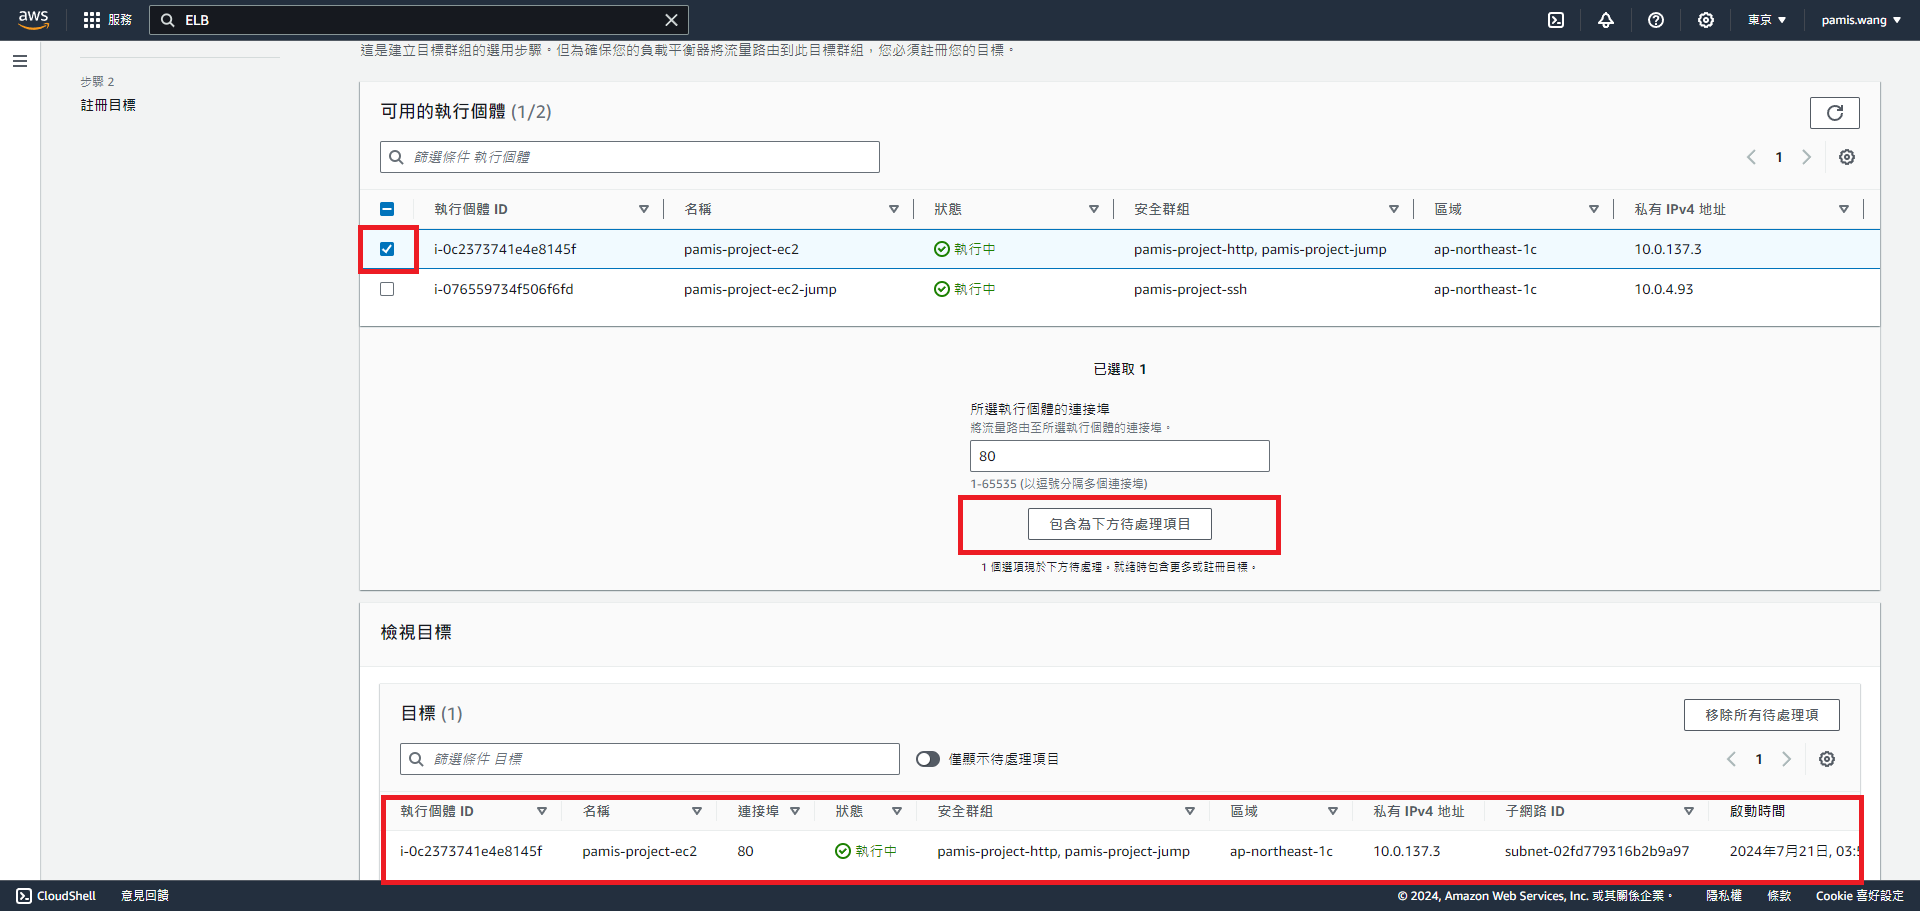 aws 服務 ELB 東京 pamis.wang
這是建立目標群組的選用步驟。但為確保您的負載平衡器將流量路由到此目標群組，您必須註冊您的目標。
步驟 2
註冊目標
可用的執行個體 (1/2)
篩選條件 執行個體
1
執行個體 ID 名稱 狀態 安全群組 區域 私有 IPv4 地址
i-0c2373741e4e8145f pamis-project-ec2 執行中 pamis-project-http, pamis-project-jump ap-northeast-1c 10.0.137.3
i-076559734f506f6fd pamis-project-ec2-jump 執行中 pamis-project-ssh ap-northeast-1c 10.0.4.93
已選取 1
所選執行個體的連接埠
將流量路由至所選執行個體的連接埠。
80
1-65535 (以逗號分隔多個連接埠)
包含為下方待處理項目
1 個選項現於下方待處理。就緒時包含更多或註冊目標。
檢視目標
目標 (1)
移除所有待處理項
篩選條件 目標
僅顯示待處理項目
1
執行個體 ID 名稱 連接埠 狀態 安全群組 區域 私有 IPv4 地址 子網路 ID 啟動時間
i-0c2373741e4e8145f pamis-project-ec2 80 執行中 pamis-project-http, pamis-project-jump ap-northeast-1c 10.0.137.3 subnet-02fd779316b2b9a97 2024年7月21日, 03:5
CloudShell 意見回饋 © 2024, Amazon Web Services, Inc. 或其關係企業。 隱私權 條款 Cookie 喜好設定